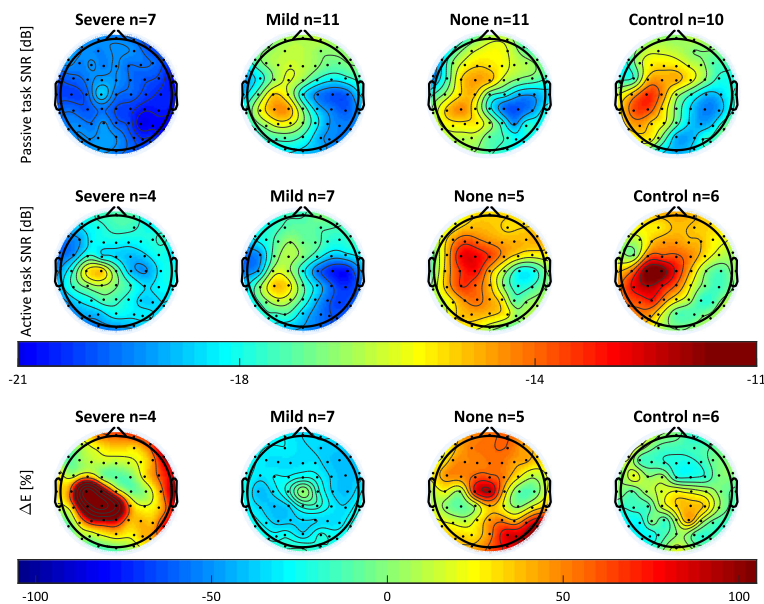 Severe n=7 Mild n=11 None n=11 Control n=10
Passive task SNR [dB]
Severe n=4 Mild n=7 None n=5 Control n=6
Active task SNR [dB]
-21 -18 -14 -11
Severe n=4 Mild n=7 None n=5 Control n=6
ΔE [%]
-100 -50 0 50 100